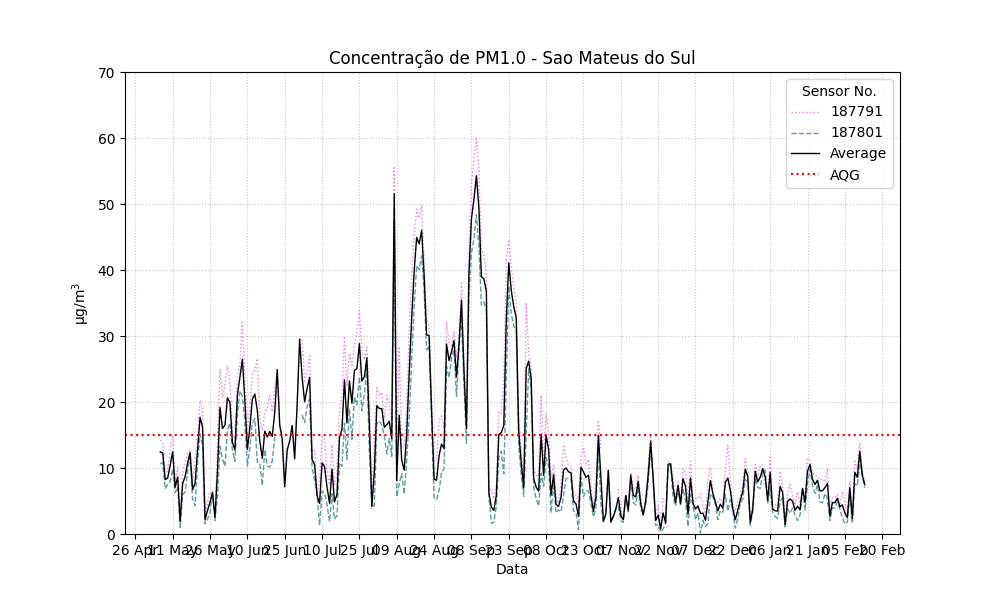 Concentração de PM1.0 - Sao Mateus do Sul
Sensor No.
187791
187801
Average
AQG
70
60
50
40
30
20
10
0
µg/m³
26 Apr 11 May 26 May 10 Jun 25 Jun 10 Jul 25 Jul 09 Aug 24 Aug 08 Sep 23 Sep 08 Oct 23 Oct 07 Nov 22 Nov 07 Dec 22 Dec 06 Jan 21 Jan 05 Feb 20 Feb
Data